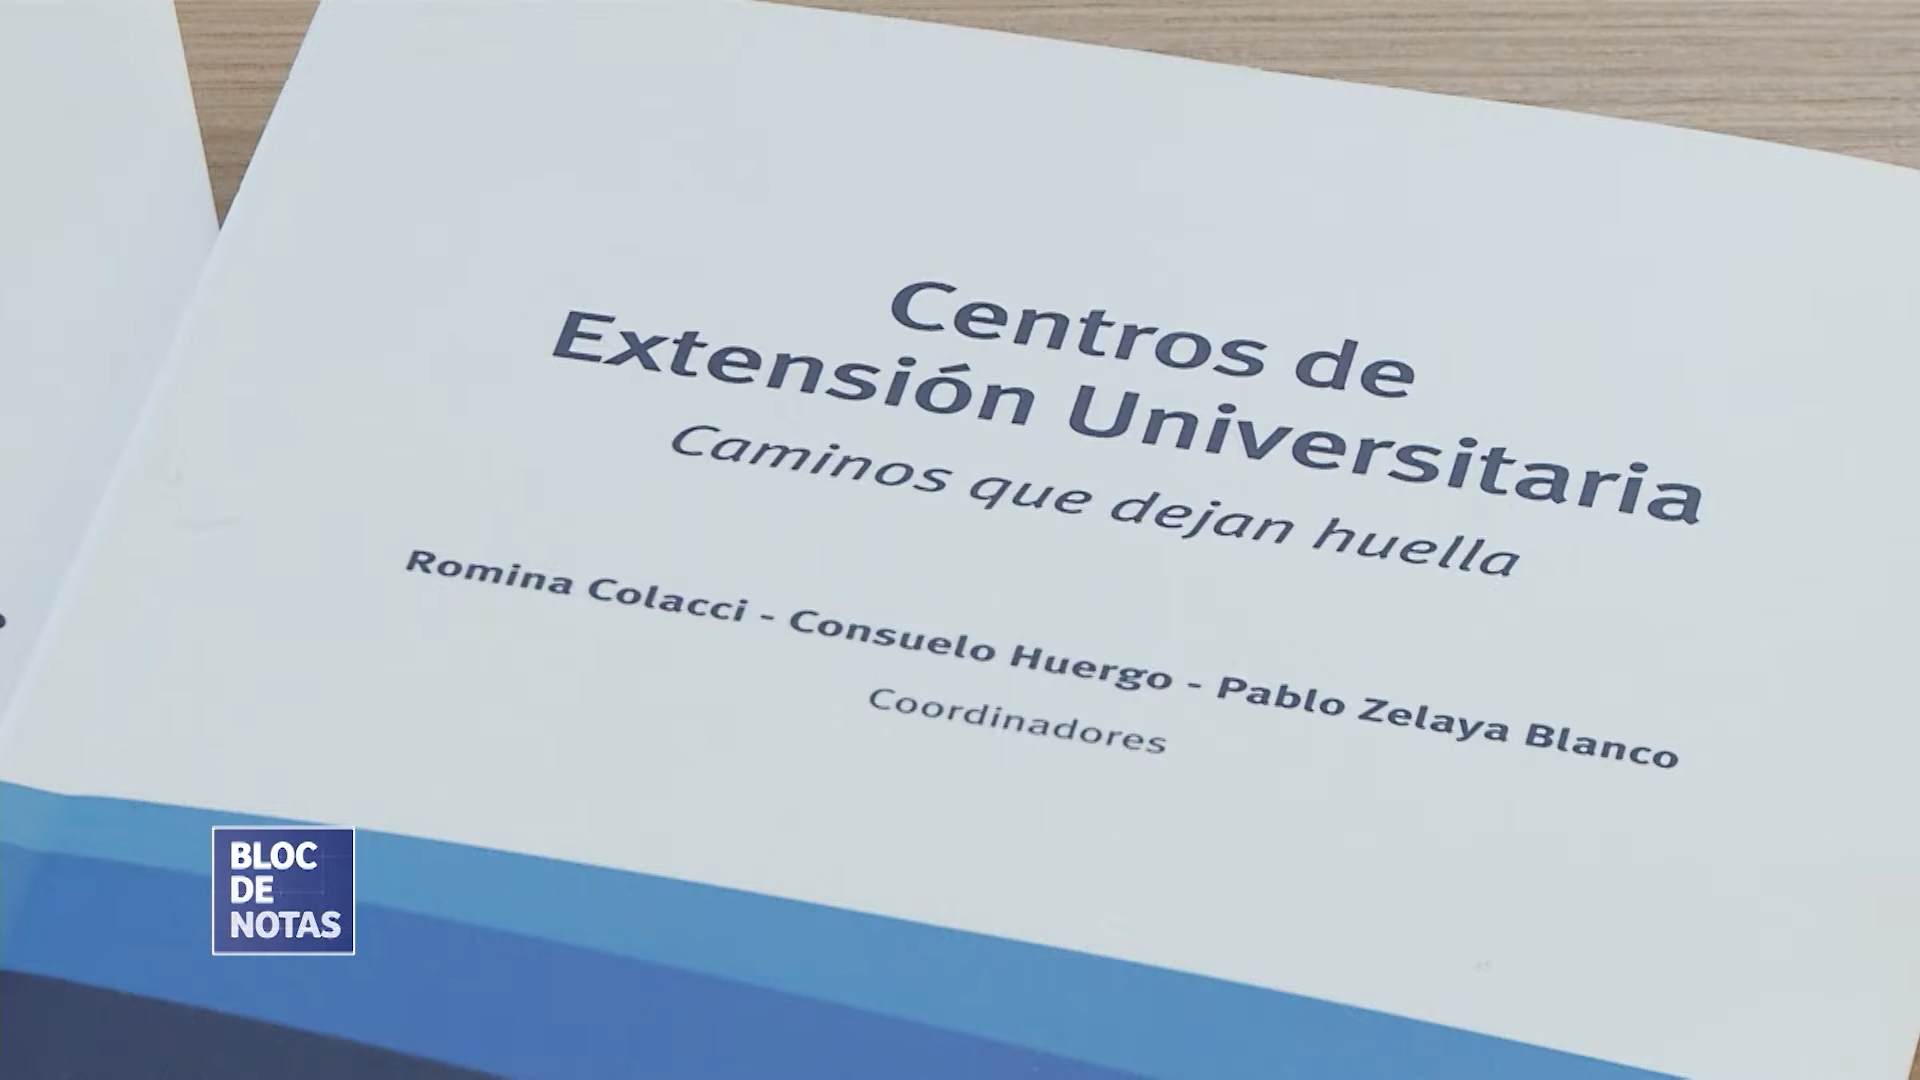 Centros de
Extensión Universitaria
Caminos que dejan huella
Romina Colacci - Consuelo Huergo - Pablo Zelaya Blanco
Coordinadores
BLOC
DE
NOTAS